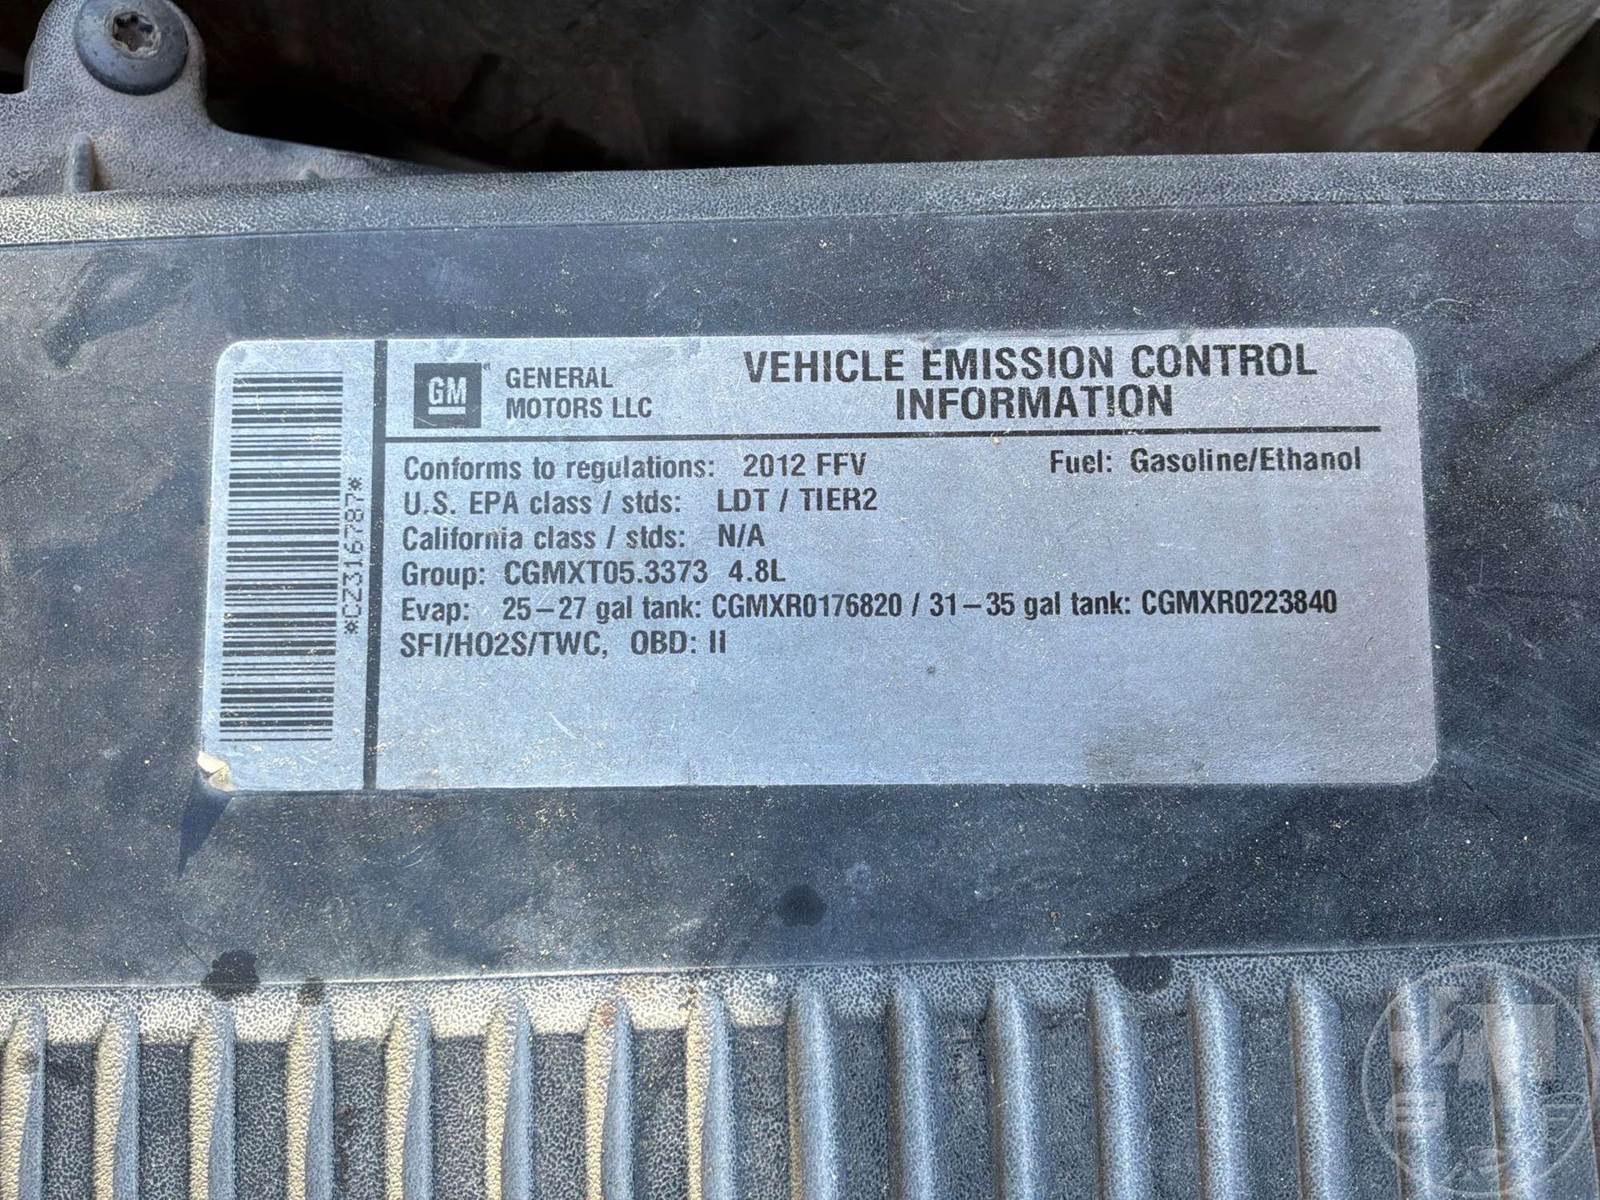 *CZ316787*
GM
GENERAL
MOTORS LLC
VEHICLE EMISSION CONTROL
INFORMATION
Conforms to regulations: 2012 FFV Fuel: Gasoline/Ethanol
U.S. EPA class / stds: LDT / TIER2
California class / stds: N/A
Group: CGMXT05.3373 4.8L
Evap: 25-27 gal tank: CGMXR0176820 / 31-35 gal tank: CGMXR0223840
SFI/HO2S/TWC, OBD: II